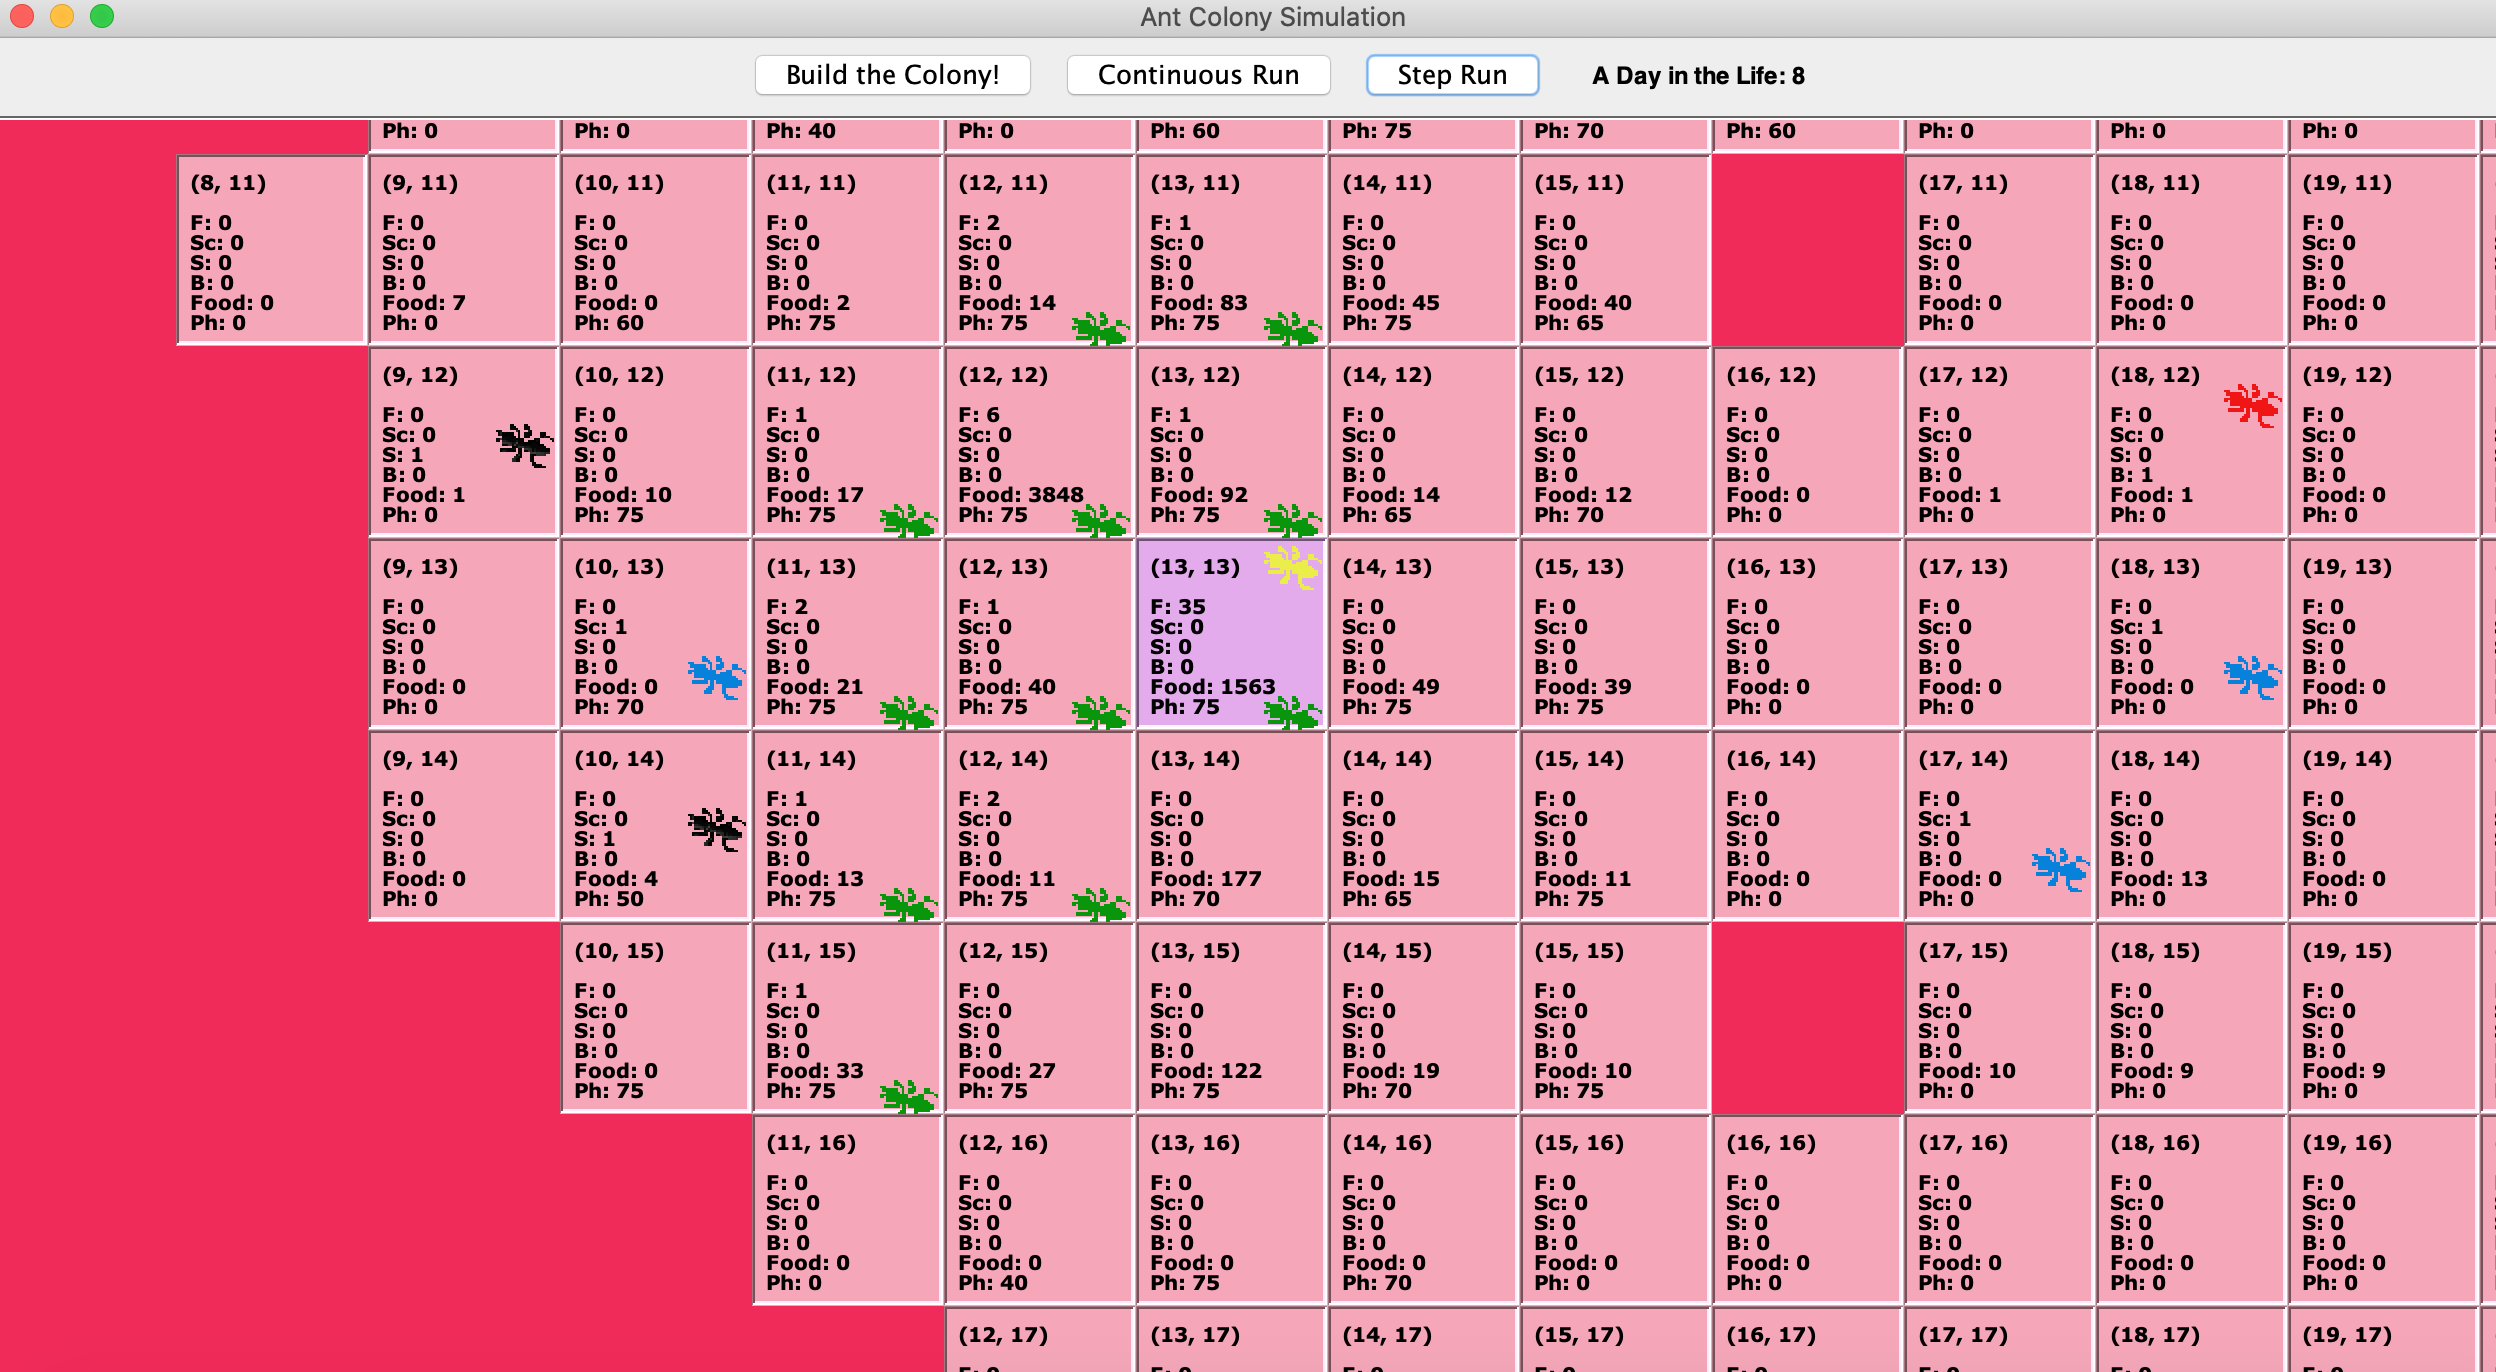 Ant Colony Simulation
Build the Colony! Continuous Run Step Run A Day in the Life: 8
Ph: 0 Ph: 0 Ph: 40 Ph: 0 Ph: 60 Ph: 75 Ph: 70 Ph: 60 Ph: 0 Ph: 0 Ph: 0
(8, 11) (9, 11) (10, 11) (11, 11) (12, 11) (13, 11) (14, 11) (15, 11) (17, 11) (18, 11) (19, 11)
F: 0 F: 0 F: 0 F: 0 F: 2 F: 1 F: 0 F: 0 F: 0 F: 0 F: 0
Sc: 0 Sc: 0 Sc: 0 Sc: 0 Sc: 0 Sc: 0 Sc: 0 Sc: 0 Sc: 0 Sc: 0 Sc: 0
S: 0 S: 0 S: 0 S: 0 S: 0 S: 0 S: 0 S: 0 S: 0 S: 0 S: 0
B: 0 B: 0 B: 0 B: 0 B: 0 B: 0 B: 0 B: 0 B: 0 B: 0 B: 0
Food: 0 Food: 7 Food: 0 Food: 2 Food: 14 Food: 83 Food: 45 Food: 40 Food: 0 Food: 0 Food: 0
Ph: 0 Ph: 0 Ph: 60 Ph: 75 Ph: 75 Ph: 75 Ph: 75 Ph: 65 Ph: 0 Ph: 0 Ph: 0
(9, 12) (10, 12) (11, 12) (12, 12) (13, 12) (14, 12) (15, 12) (16, 12) (17, 12) (18, 12) (19, 12)
F: 0 F: 0 F: 1 F: 6 F: 1 F: 0 F: 0 F: 0 F: 0 F: 0 F: 0
Sc: 0 Sc: 0 Sc: 0 Sc: 0 Sc: 0 Sc: 0 Sc: 0 Sc: 0 Sc: 0 Sc: 0 Sc: 0
S: 1 S: 0 S: 0 S: 0 S: 0 S: 0 S: 0 S: 0 S: 0 S: 0 S: 0
B: 0 B: 0 B: 0 B: 0 B: 0 B: 0 B: 0 B: 0 B: 0 B: 1 B: 0
Food: 1 Food: 10 Food: 17 Food: 3848 Food: 92 Food: 14 Food: 12 Food: 0 Food: 1 Food: 1 Food: 0
Ph: 0 Ph: 75 Ph: 75 Ph: 75 Ph: 75 Ph: 65 Ph: 70 Ph: 0 Ph: 0 Ph: 0 Ph: 0
(9, 13) (10, 13) (11, 13) (12, 13) (13, 13) (14, 13) (15, 13) (16, 13) (17, 13) (18, 13) (19, 13)
F: 0 F: 0 F: 2 F: 1 F: 35 F: 0 F: 0 F: 0 F: 0 F: 0 F: 0
Sc: 0 Sc: 1 Sc: 0 Sc: 0 Sc: 0 Sc: 0 Sc: 0 Sc: 0 Sc: 0 Sc: 1 Sc: 0
S: 0 S: 0 S: 0 S: 0 S: 0 S: 0 S: 0 S: 0 S: 0 S: 0 S: 0
B: 0 B: 0 B: 0 B: 0 B: 0 B: 0 B: 0 B: 0 B: 0 B: 0 B: 0
Food: 0 Food: 0 Food: 21 Food: 40 Food: 1563 Food: 49 Food: 39 Food: 0 Food: 0 Food: 0 Food: 0
Ph: 0 Ph: 70 Ph: 75 Ph: 75 Ph: 75 Ph: 75 Ph: 75 Ph: 0 Ph: 0 Ph: 0 Ph: 0
(9, 14) (10, 14) (11, 14) (12, 14) (13, 14) (14, 14) (15, 14) (16, 14) (17, 14) (18, 14) (19, 14)
F: 0 F: 0 F: 1 F: 2 F: 0 F: 0 F: 0 F: 0 F: 0 F: 0 F: 0
Sc: 0 Sc: 0 Sc: 0 Sc: 0 Sc: 0 Sc: 0 Sc: 0 Sc: 0 Sc: 1 Sc: 0 Sc: 0
S: 0 S: 1 S: 0 S: 0 S: 0 S: 0 S: 0 S: 0 S: 0 S: 0 S: 0
B: 0 B: 0 B: 0 B: 0 B: 0 B: 0 B: 0 B: 0 B: 0 B: 0 B: 0
Food: 0 Food: 4 Food: 13 Food: 11 Food: 177 Food: 15 Food: 11 Food: 0 Food: 0 Food: 13 Food: 0
Ph: 0 Ph: 50 Ph: 75 Ph: 75 Ph: 70 Ph: 65 Ph: 75 Ph: 0 Ph: 0 Ph: 0 Ph: 0
(10, 15) (11, 15) (12, 15) (13, 15) (14, 15) (15, 15) (17, 15) (18, 15) (19, 15)
F: 0 F: 1 F: 0 F: 0 F: 0 F: 0 F: 0 F: 0 F: 0
Sc: 0 Sc: 0 Sc: 0 Sc: 0 Sc: 0 Sc: 0 Sc: 0 Sc: 0 Sc: 0
S: 0 S: 0 S: 0 S: 0 S: 0 S: 0 S: 0 S: 0 S: 0
B: 0 B: 0 B: 0 B: 0 B: 0 B: 0 B: 0 B: 0 B: 0
Food: 0 Food: 33 Food: 27 Food: 122 Food: 19 Food: 10 Food: 10 Food: 9 Food: 9
Ph: 75 Ph: 75 Ph: 75 Ph: 75 Ph: 70 Ph: 75 Ph: 0 Ph: 0 Ph: 0
(11, 16) (12, 16) (13, 16) (14, 16) (15, 16) (16, 16) (17, 16) (18, 16) (19, 16)
F: 0 F: 0 F: 0 F: 0 F: 0 F: 0 F: 0 F: 0 F: 0
Sc: 0 Sc: 0 Sc: 0 Sc: 0 Sc: 0 Sc: 0 Sc: 0 Sc: 0 Sc: 0
S: 0 S: 0 S: 0 S: 0 S: 0 S: 0 S: 0 S: 0 S: 0
B: 0 B: 0 B: 0 B: 0 B: 0 B: 0 B: 0 B: 0 B: 0
Food: 0 Food: 0 Food: 0 Food: 0 Food: 0 Food: 0 Food: 0 Food: 0 Food: 0
Ph: 0 Ph: 40 Ph: 75 Ph: 70 Ph: 0 Ph: 0 Ph: 0 Ph: 0 Ph: 0
(12, 17) (13, 17) (14, 17) (15, 17) (16, 17) (17, 17) (18, 17) (19, 17)